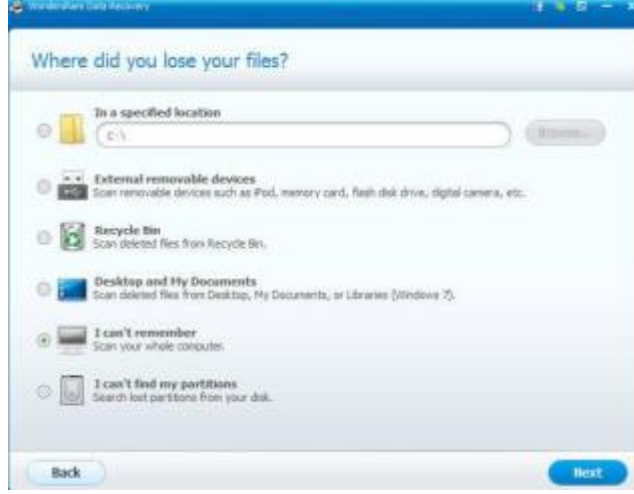 Wondershare Data Recovery
Where did you lose your files?
In a specified location
C:\
Browse...
External removable devices
Scan removable devices such as iPod, memory card, flash disk drive, digital camera, etc.
Recycle Bin
Scan deleted files from Recycle Bin.
Desktop and My Documents
Scan deleted files from Desktop, My Documents, or Libraries (Windows 7).
I can't remember
Scan your whole computer.
I can't find my partitions
Search lost partitions from your disk.
Back
Next